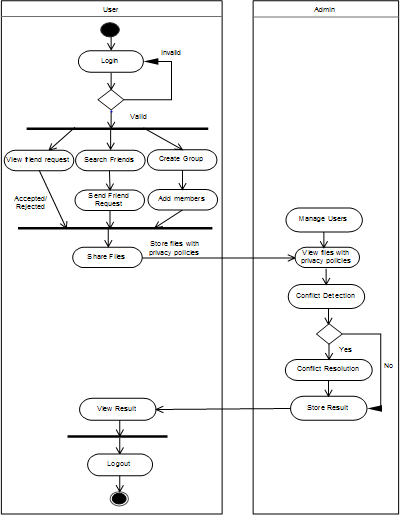 User
Admin
Invalid
Login
Valid
View friend request
Search Friends
Create Group
Accepted/
Rejected
Send Friend
Request
Add members
Manage Users
Share Files
Store files with
privacy policies
View files with
privacy policies
Conflict Detection
Yes
No
Conflict Resolution
View Result
Store Result
Logout